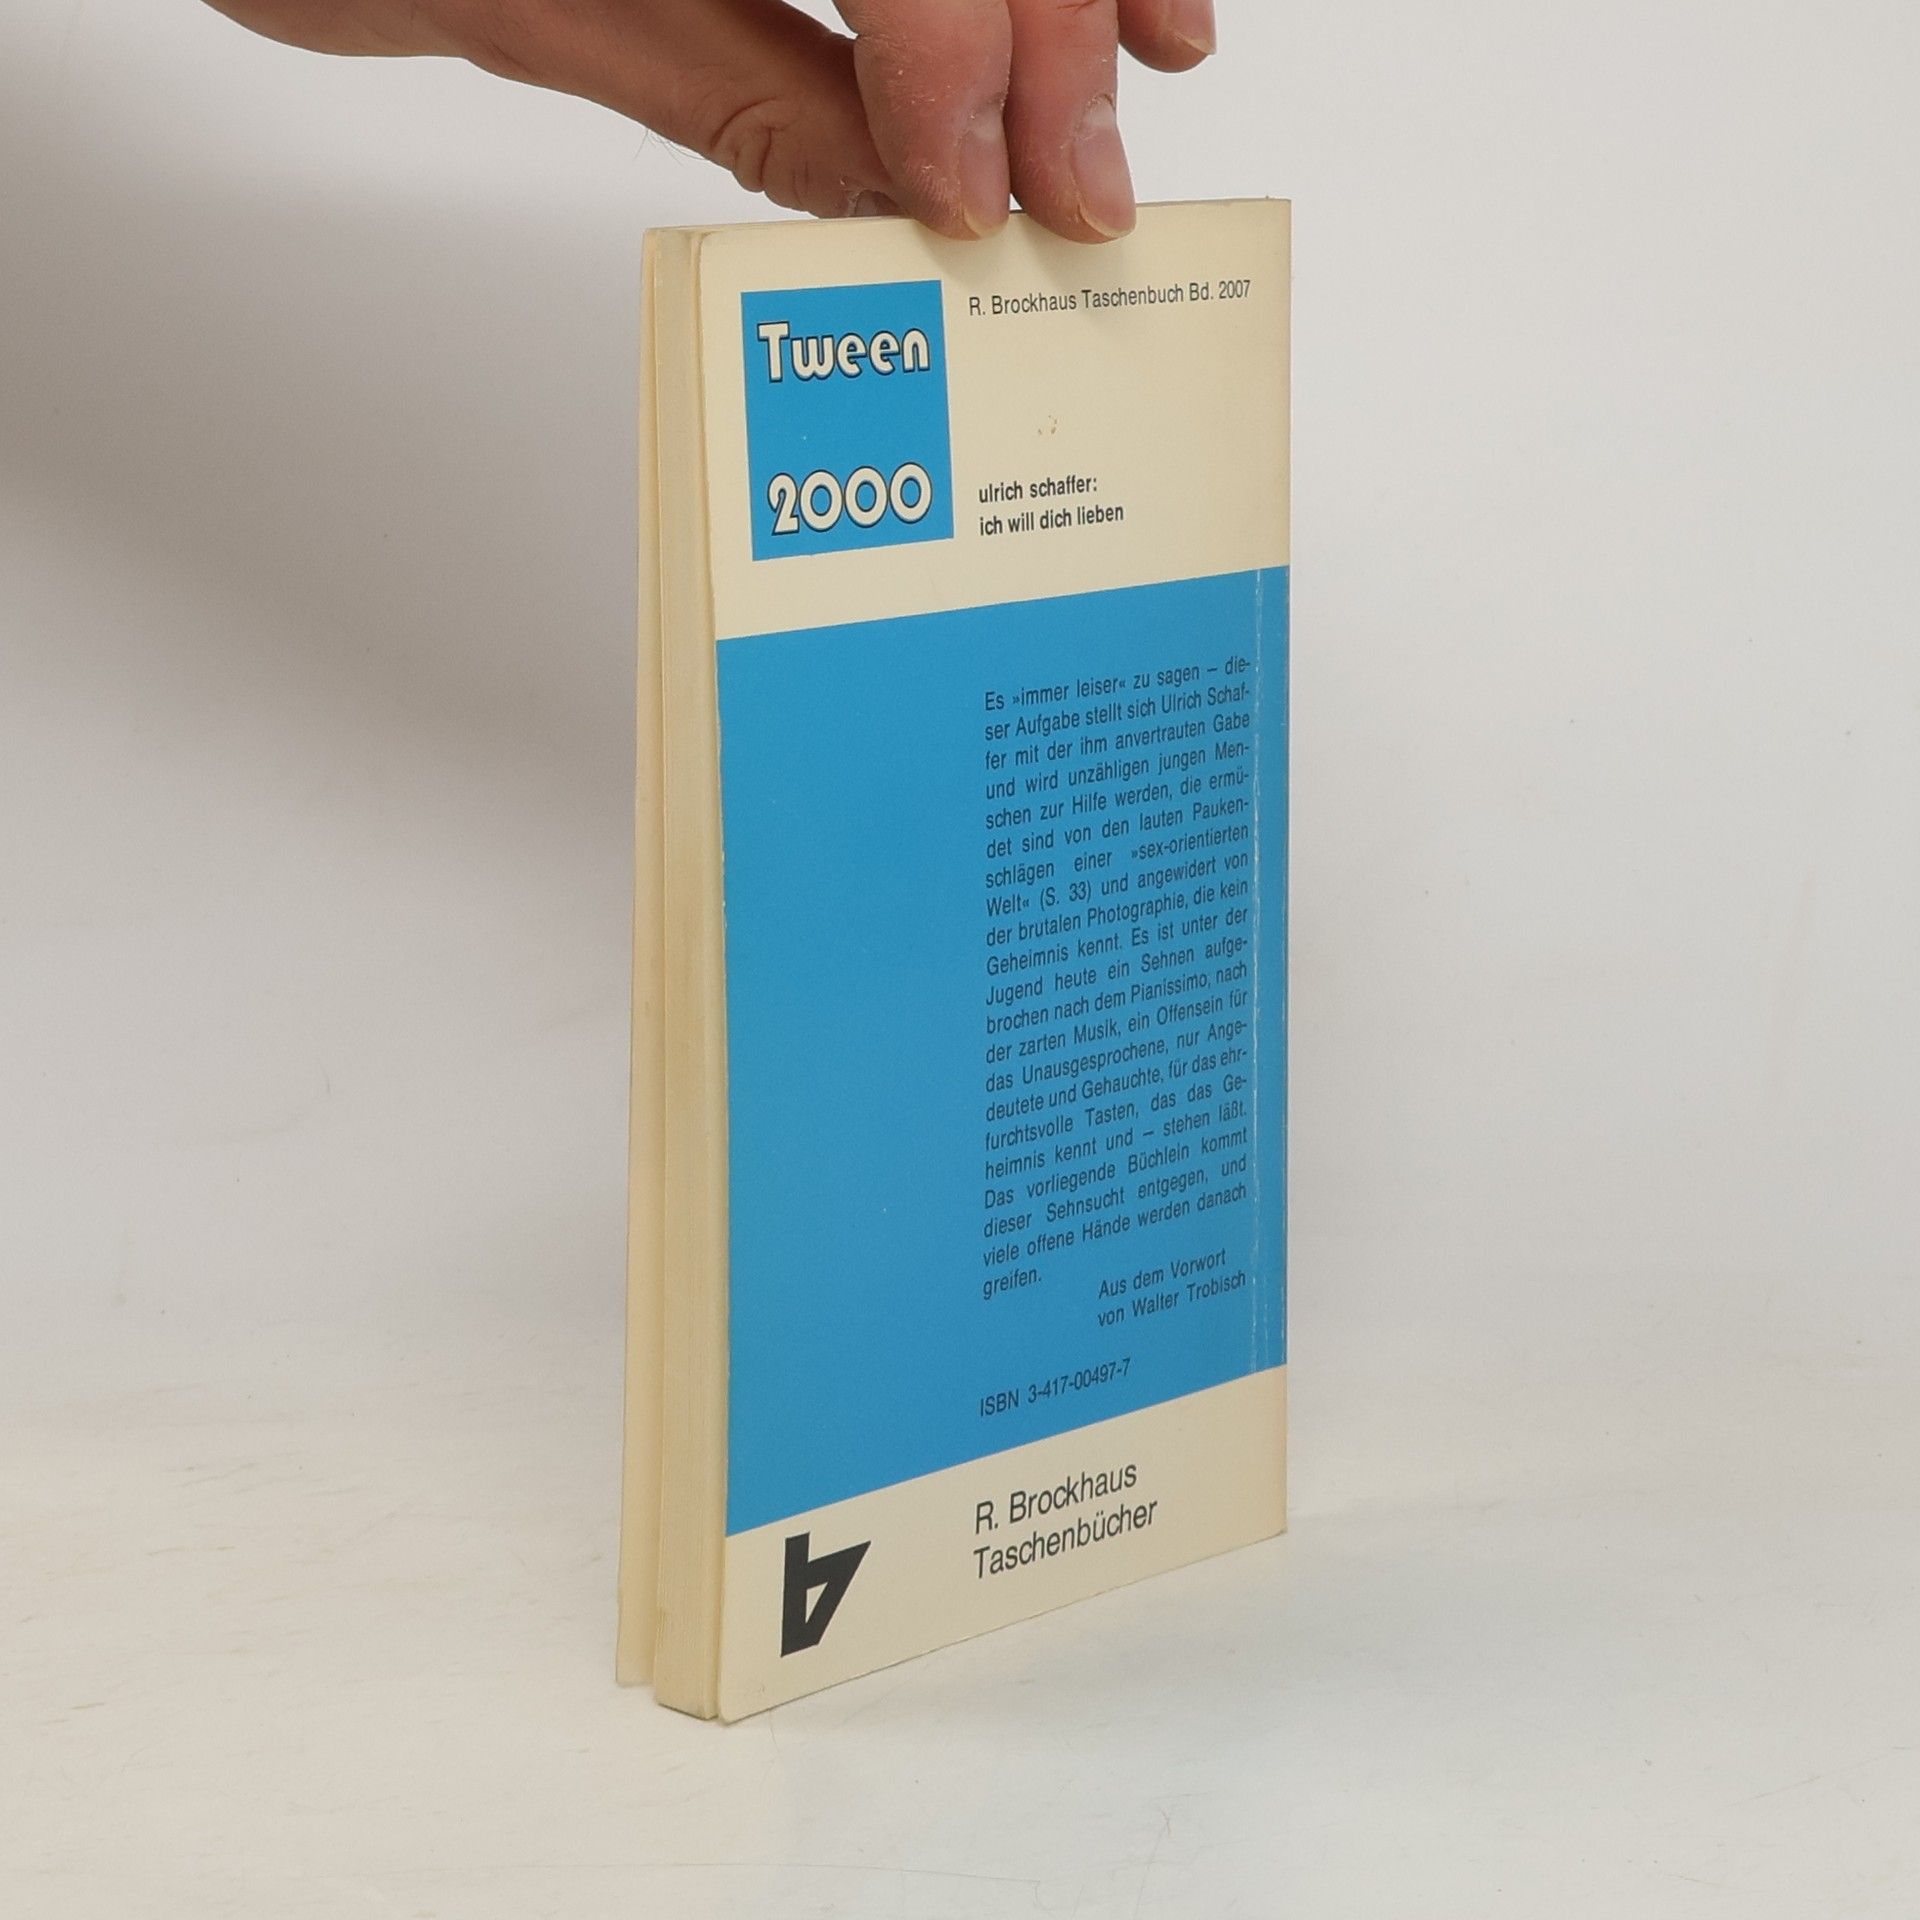 Tween
2000
R. Brockhaus Taschenbuch Bd. 2007
ulrich schaffer:
ich will dich lieben
Es »immer leiser« zu sagen – die-
ser Aufgabe stellt sich Ulrich Schaf-
fer mit der ihm anvertrauten Gabe
und wird unzähligen jungen Men-
schen zur Hilfe werden, die ermü-
det sind von den lauten Pauken-
schlägen einer »sex-orientierten
Welt« (S. 33) und angewidert von
der brutalen Photographie, die kein
Geheimnis kennt. Es ist unter der
Jugend heute ein Sehnen aufge-
brochen nach dem Pianissimo, nach
der zarten Musik, ein Offensein für
das Unausgesprochene, nur Ange-
deutete und Gehauchte, für das ehr-
furchtsvolle Tasten, das das Ge-
heimnis kennt und – stehen läßt.
Das vorliegende Büchlein kommt
dieser Sehnsucht entgegen, und
viele offene Hände werden danach
greifen.
Aus dem Vorwort
von Walter Trobisch
ISBN 3-417-00497-7
R. Brockhaus
Taschenbücher